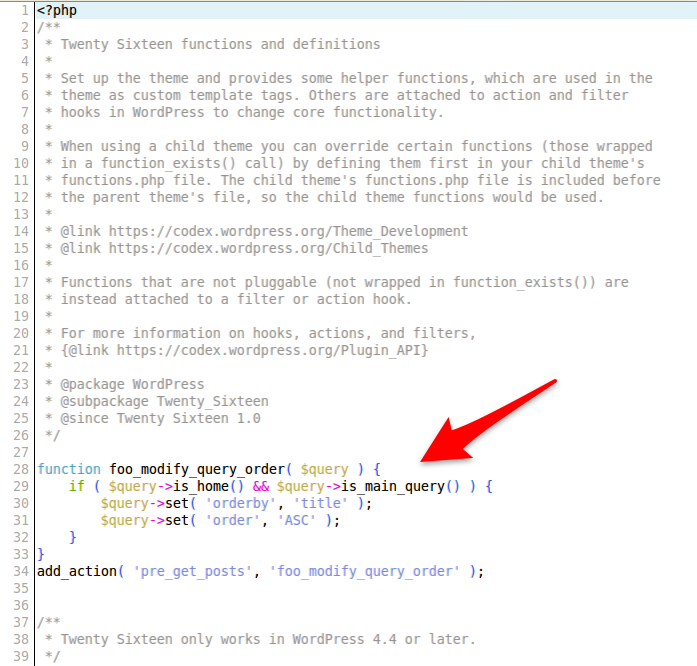 1 <?php
2 /**
3  * Twenty Sixteen functions and definitions
4  *
5  * Set up the theme and provides some helper functions, which are used in the
6  * theme as custom template tags. Others are attached to action and filter
7  * hooks in WordPress to change core functionality.
8  *
9  * When using a child theme you can override certain functions (those wrapped
10  * in a function_exists() call) by defining them first in your child theme's
11  * functions.php file. The child theme's functions.php file is included before
12  * the parent theme's file, so the child theme functions would be used.
13  *
14  * @link https://codex.wordpress.org/Theme_Development
15  * @link https://codex.wordpress.org/Child_Themes
16  *
17  * Functions that are not pluggable (not wrapped in function_exists()) are
18  * instead attached to a filter or action hook.
19  *
20  * For more information on hooks, actions, and filters,
21  * {@link https://codex.wordpress.org/Plugin_API}
22  *
23  * @package WordPress
24  * @subpackage Twenty_Sixteen
25  * @since Twenty Sixteen 1.0
26  */
27
28 function foo_modify_query_order( $query ) {
29     if ( $query->is_home() && $query->is_main_query() ) {
30         $query->set( 'orderby', 'title' );
31         $query->set( 'order', 'ASC' );
32     }
33 }
34 add_action( 'pre_get_posts', 'foo_modify_query_order' );
35
36
37 /**
38  * Twenty Sixteen only works in WordPress 4.4 or later.
39  */